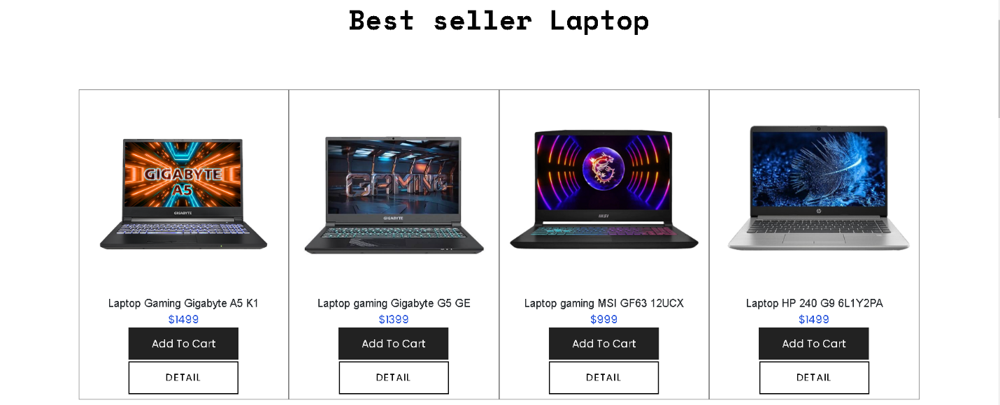 Best seller Laptop
GIGABYTE
A5
GIGABYTE
GAMING
GIGABYTE
msi
hp
Laptop Gaming Gigabyte A5 K1
Laptop gaming Gigabyte G5 GE
Laptop gaming MSI GF63 12UCX
Laptop HP 240 G9 6L1Y2PA
$1499
$1399
$999
$1499
Add To Cart
Add To Cart
Add To Cart
Add To Cart
DETAIL
DETAIL
DETAIL
DETAIL